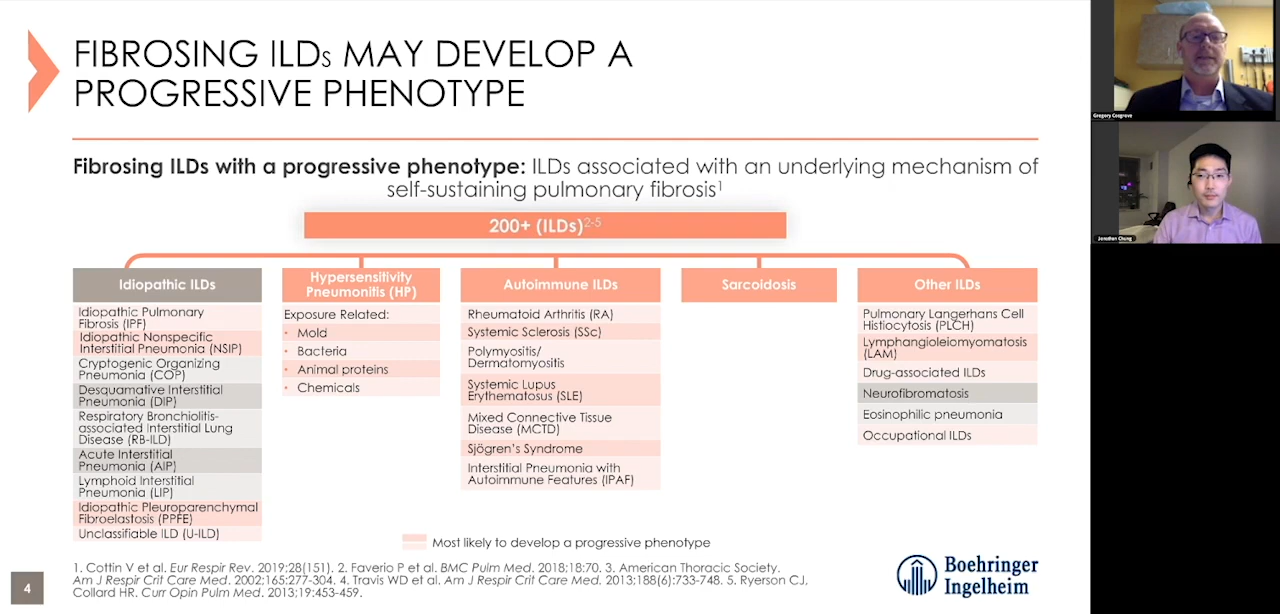 FIBROSING ILDs MAY DEVELOP A
PROGRESSIVE PHENOTYPE
Fibrosing ILDs with a progressive phenotype: ILDs associated with an underlying mechanism of
self-sustaining pulmonary fibrosis1
200+ (ILDs)2-5
Idiopathic ILDs
Idiopathic Pulmonary
Fibrosis (IPF)
Idiopathic Nonspecific
Interstitial Pneumonia (NSIP)
Cryptogenic Organizing
Pneumonia (COP)
Desquamative Interstitial
Pneumonia (DIP)
Respiratory Bronchiolitis-
associated Interstitial Lung
Disease (RB-ILD)
Acute Interstitial
Pneumonia (AIP)
Lymphoid Interstitial
Pneumonia (LIP)
Idiopathic Pleuroparenchymal
Fibroelastosis (PPFE)
Unclassifiable ILD (U-ILD)
Hypersensitivity
Pneumonitis (HP)
Exposure Related:
• Mold
• Bacteria
• Animal proteins
• Chemicals
Autoimmune ILDs
Rheumatoid Arthritis (RA)
Systemic Sclerosis (SSc)
Polymyositis/
Dermatomyositis
Systemic Lupus
Erythematosus (SLE)
Mixed Connective Tissue
Disease (MCTD)
Sjögren's Syndrome
Interstitial Pneumonia with
Autoimmune Features (IPAF)
Sarcoidosis
Other ILDs
Pulmonary Langerhans Cell
Histiocytosis (PLCH)
Lymphangioleiomyomatosis
(LAM)
Drug-associated ILDs
Neurofibromatosis
Eosinophilic pneumonia
Occupational ILDs
Most likely to develop a progressive phenotype
1. Cottin V et al. Eur Respir Rev. 2019;28(151). 2. Faverio P et al. BMC Pulm Med. 2018;18:70. 3. American Thoracic Society.
Am J Respir Crit Care Med. 2002;165:277-304. 4. Travis WD et al. Am J Respir Crit Care Med. 2013;188(6):733-748. 5. Ryerson CJ,
Collard HR. Curr Opin Pulm Med. 2013;19:453-459.
4
Boehringer
Ingelheim
Gregory Cosgrove
Jonathan Chung